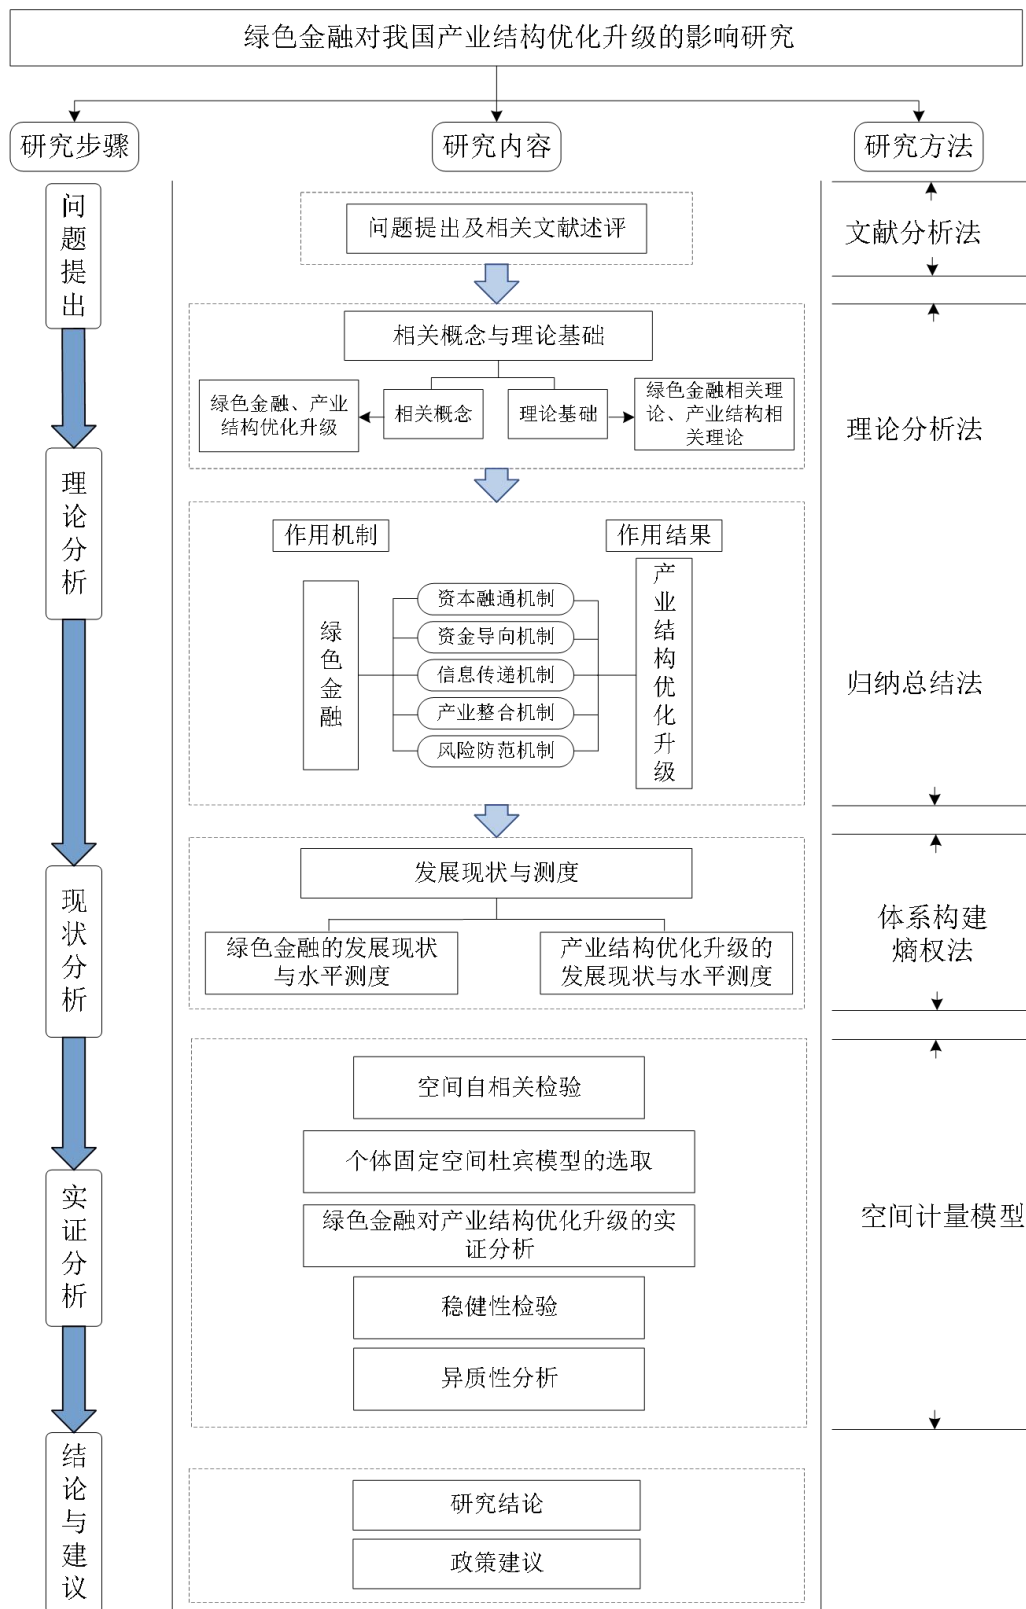 绿色金融对我国产业结构优化升级的影响研究
研究步骤
研究内容
研究方法
问题提出
问题提出及相关文献述评
文献分析法
相关概念与理论基础
绿色金融、产业
结构优化升级
相关概念
理论基础
绿色金融相关理
论、产业结构相
关理论
理论分析法
理论分析
作用机制
作用结果
绿色金融
资本融通机制
资金导向机制
信息传递机制
产业整合机制
风险防范机制
产业结构优化升级
归纳总结法
现状分析
发展现状与测度
绿色金融的发展现状
与水平测度
产业结构优化升级的
发展现状与水平测度
体系构建
熵权法
实证分析
空间自相关检验
个体固定空间杜宾模型的选取
绿色金融对产业结构优化升级的实
证分析
稳健性检验
异质性分析
空间计量模型
结论与建议
研究结论
政策建议